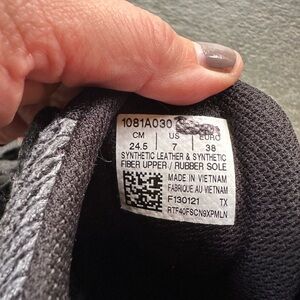 1081A030
CM US EURO
24.5 7 38
SYNTHETIC LEATHER & SYNTHETIC
FIBER UPPER / RUBBER SOLE
MADE IN VIETNAM
FABRIQUE AU VIETNAM
F130121 TX
RTF40FSCN9XPMLN